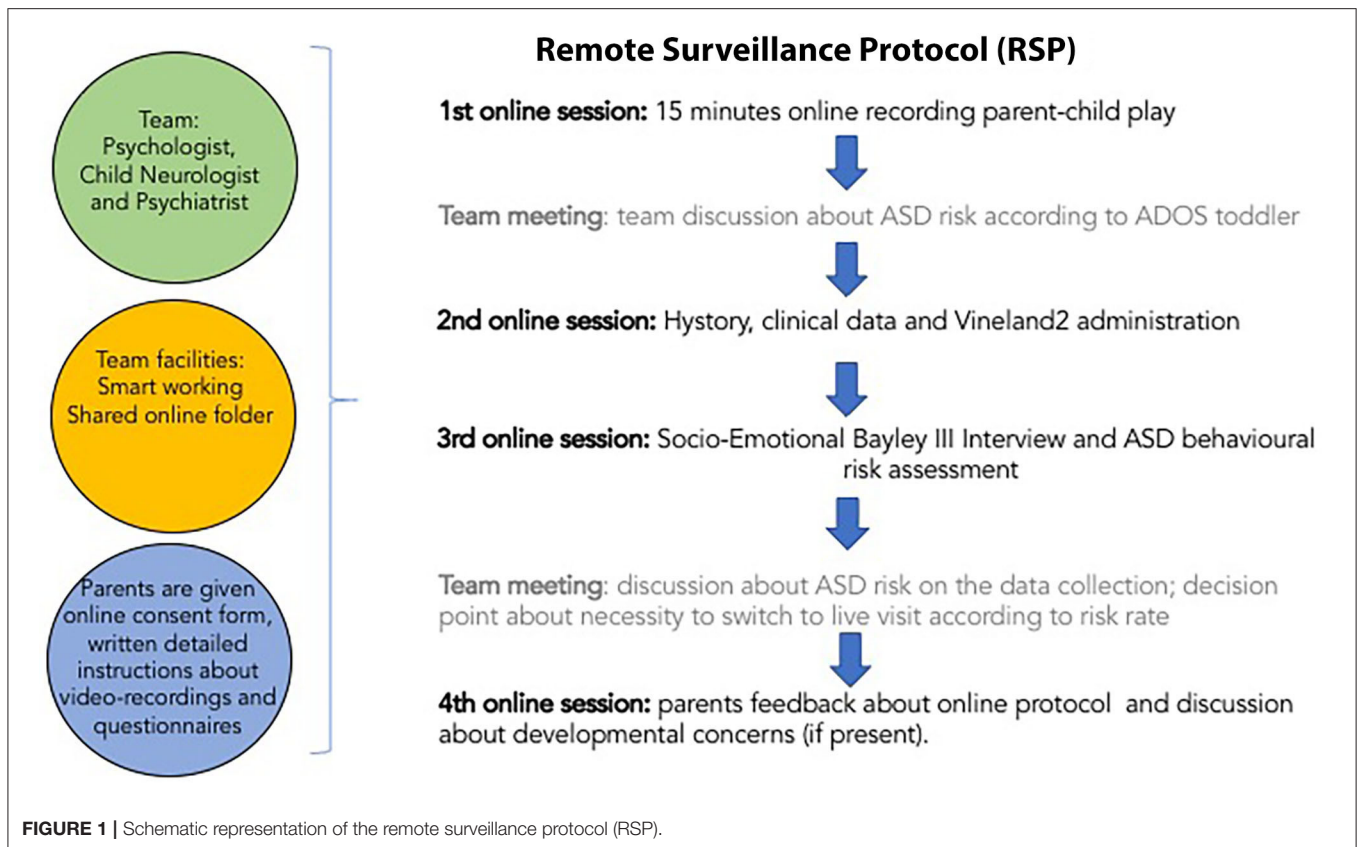 Remote Surveillance Protocol (RSP)
Team:
Psychologist,
Child Neurologist
and Psychiatrist
Team facilities:
Smart working
Shared online folder
Parents are given
online consent form,
written detailed
instructions about
video-recordings and
questionnaires
1st online session: 15 minutes online recording parent-child play
Team meeting: team discussion about ASD risk according to ADOS toddler
2nd online session: Hystory, clinical data and Vineland2 administration
3rd online session: Socio-Emotional Bayley III Interview and ASD behavioural
risk assessment
Team meeting: discussion about ASD risk on the data collection; decision
point about necessity to switch to live visit according to risk rate
4th online session: parents feedback about online protocol and discussion
about developmental concerns (if present).
FIGURE 1 | Schematic representation of the remote surveillance protocol (RSP).